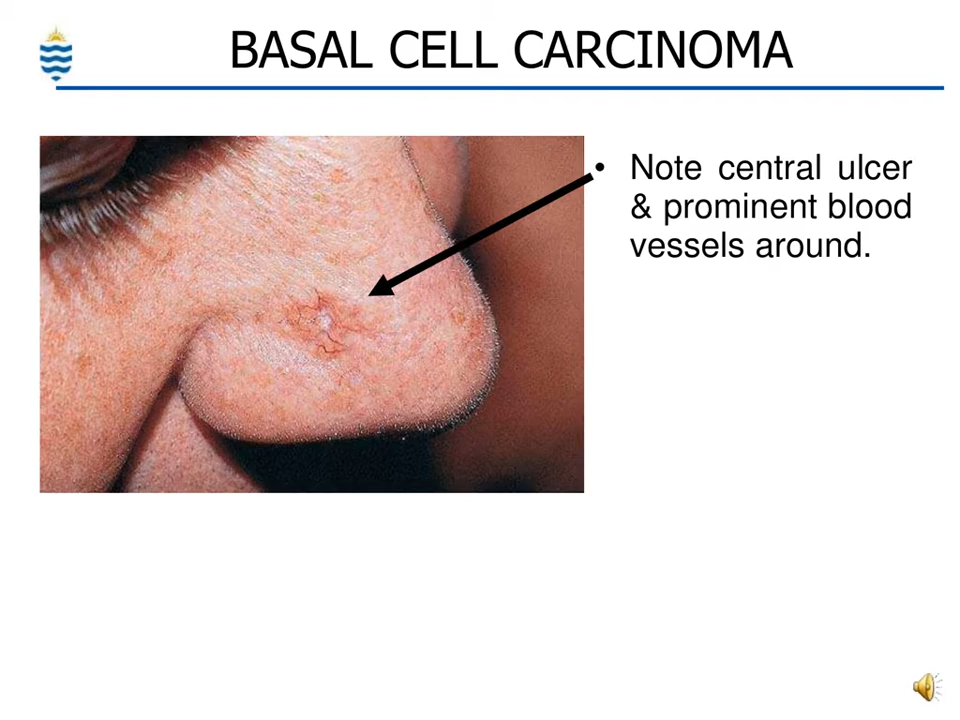 BASAL CELL CARCINOMA
• Note central ulcer
& prominent blood
vessels around.